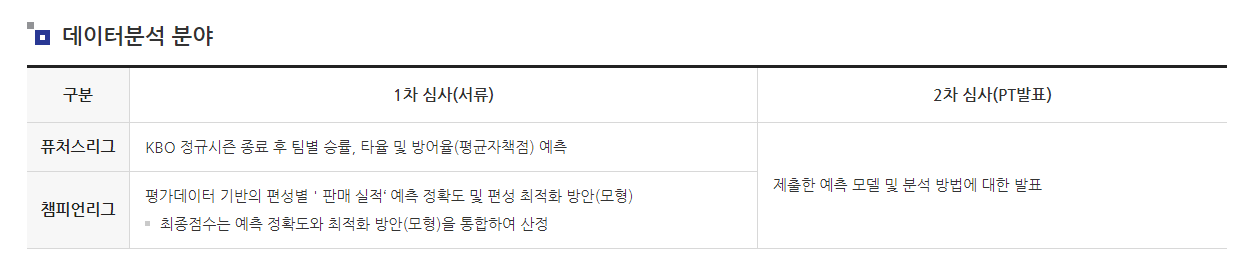 데이터분석 분야
구분
1차 심사(서류)
2차 심사(PT발표)
퓨처스리그
KBO 정규시즌 종료 후 팀별 승률, 타율 및 방어율(평균자책점) 예측
제출한 예측 모델 및 분석 방법에 대한 발표
챔피언리그
평가데이터 기반의 편성별 ' 판매 실적‘ 예측 정확도 및 편성 최적화 방안(모형)
최종점수는 예측 정확도와 최적화 방안(모형)을 통합하여 산정